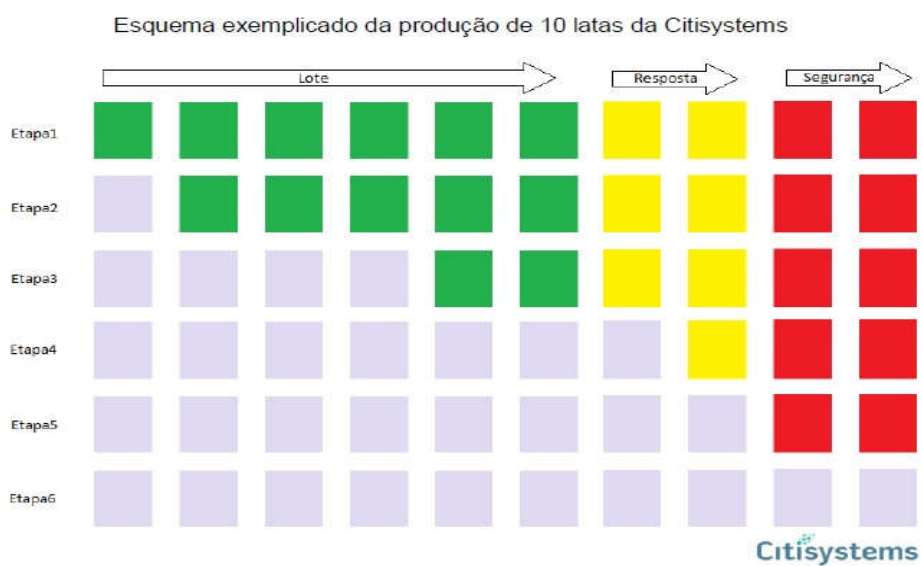 Esquema exemplicado da produção de 10 latas da Citisystems
Lote Resposta Segurança
Etapa1
Etapa2
Etapa3
Etapa4
Etapa5
Etapa6
Citisystems